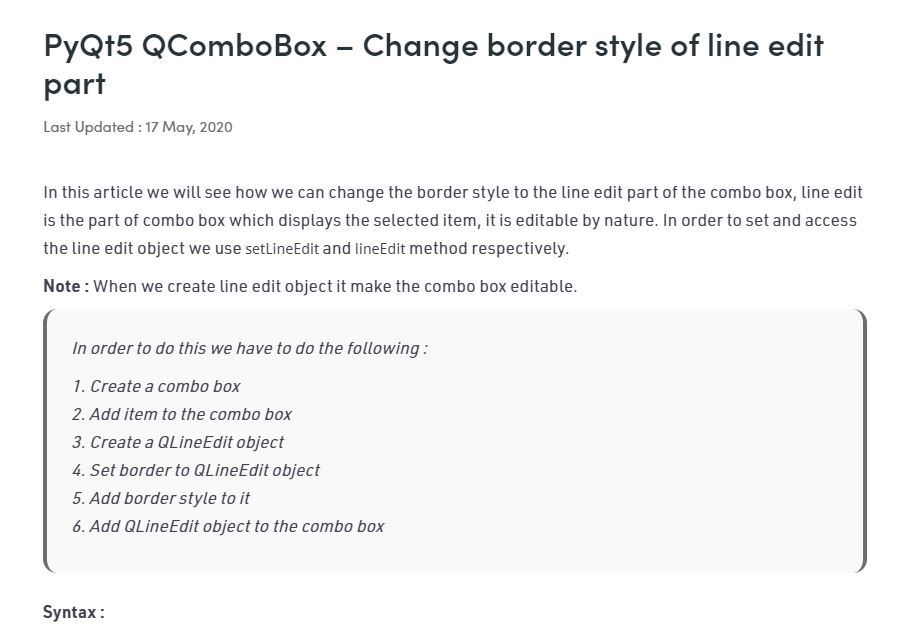 PyQt5 QComboBox – Change border style of line edit
part
Last Updated : 17 May, 2020
In this article we will see how we can change the border style to the line edit part of the combo box, line edit
is the part of combo box which displays the selected item, it is editable by nature. In order to set and access
the line edit object we use setLineEdit and lineEdit method respectively.
Note : When we create line edit object it make the combo box editable.
In order to do this we have to do the following :
1. Create a combo box
2. Add item to the combo box
3. Create a QLineEdit object
4. Set border to QLineEdit object
5. Add border style to it
6. Add QLineEdit object to the combo box
Syntax :